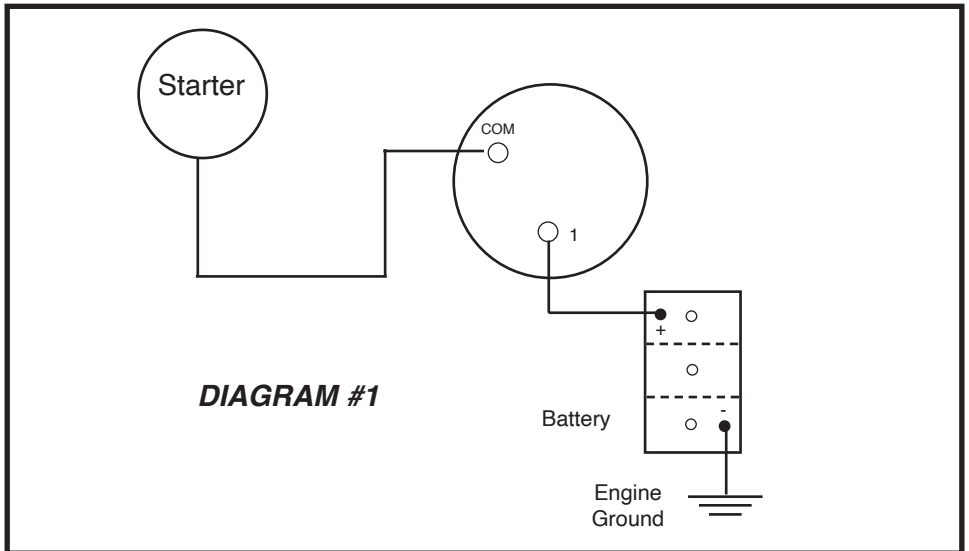 Starter
COM
1
+
-
DIAGRAM #1
Battery
Engine
Ground